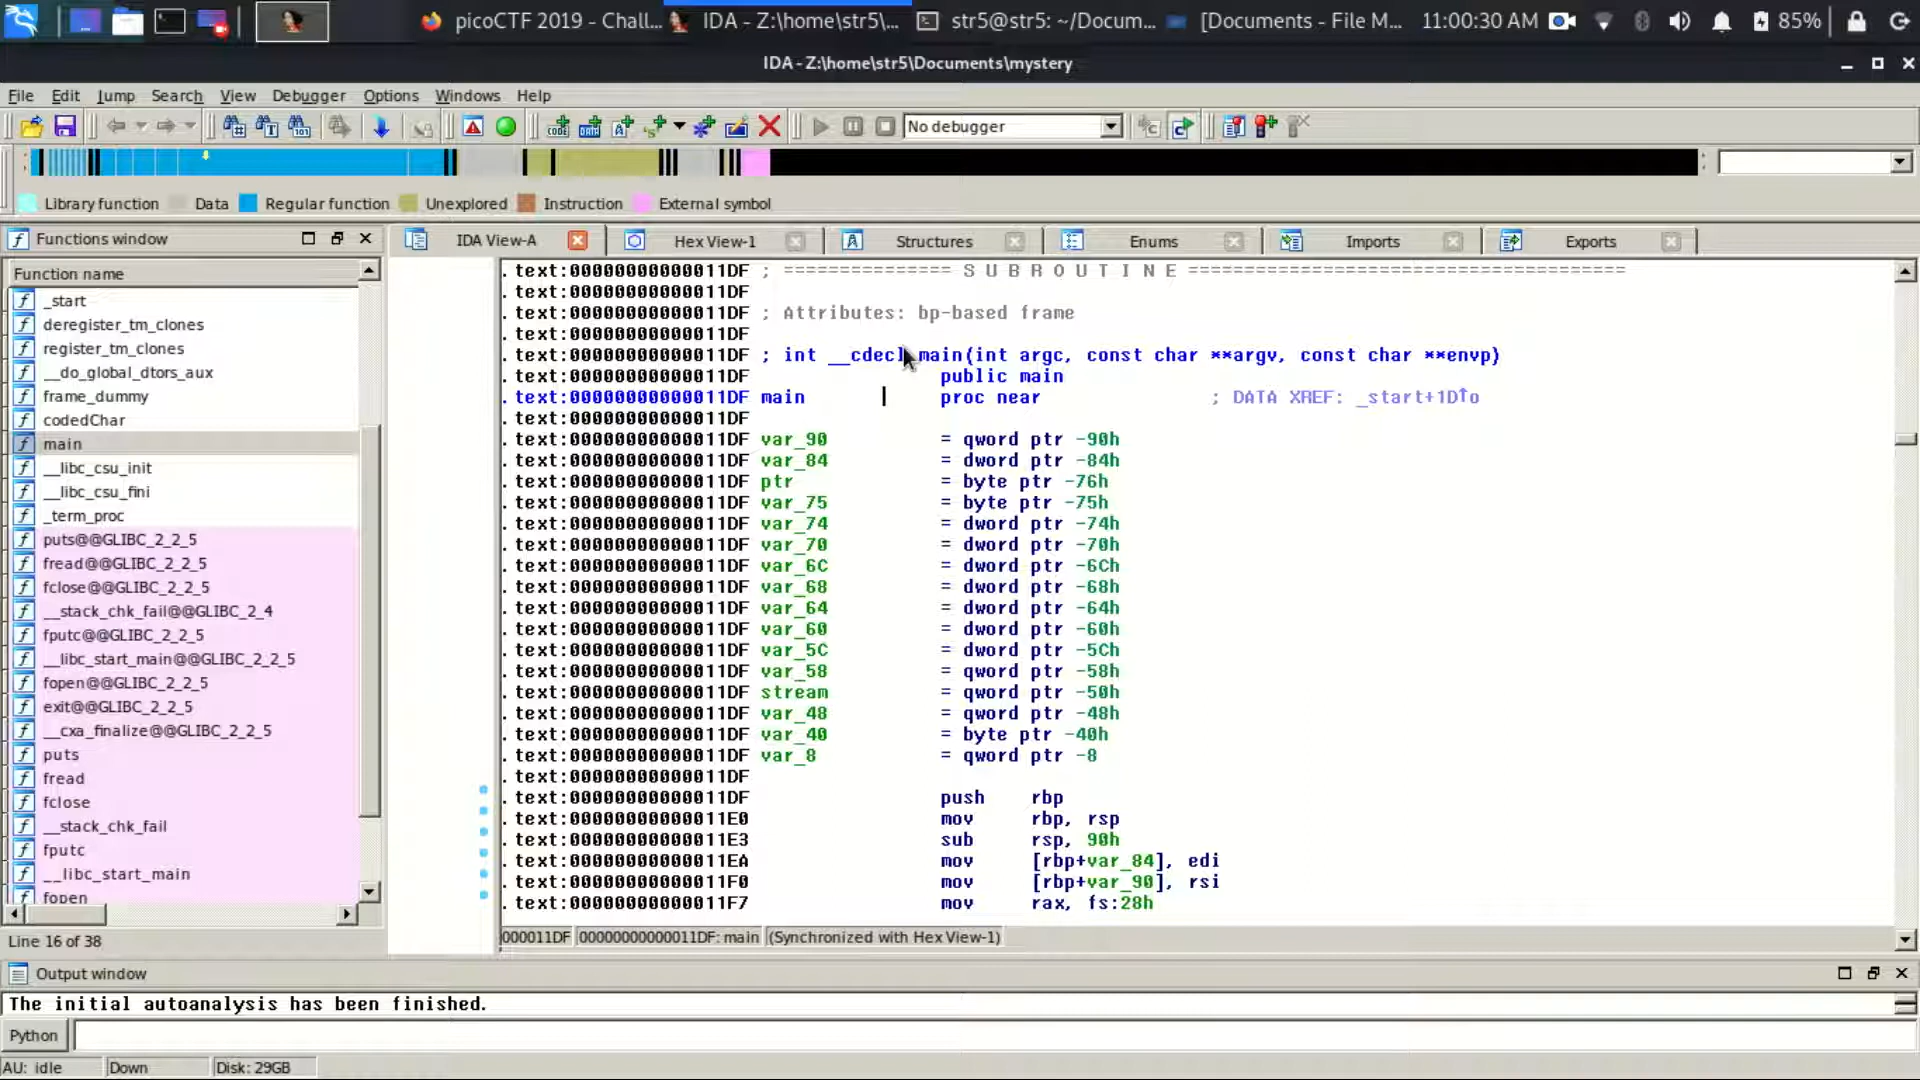 picoCTF 2019 - Chall... IDA - Z:\home\str5\... str5@str5: ~/Docum... [Documents - File M... 11:00:30 AM 85%
IDA - Z:\home\str5\Documents\mystery
File Edit Jump Search View Debugger Options Windows Help
No debugger
Library function Data Regular function Unexplored Instruction External symbol
Functions window
Function name
_start
deregister_tm_clones
register_tm_clones
__do_global_dtors_aux
frame_dummy
codedChar
main
__libc_csu_init
__libc_csu_fini
_term_proc
puts@@GLIBC_2_2_5
fread@@GLIBC_2_2_5
fclose@@GLIBC_2_2_5
__stack_chk_fail@@GLIBC_2_4
fputc@@GLIBC_2_2_5
__libc_start_main@@GLIBC_2_2_5
fopen@@GLIBC_2_2_5
exit@@GLIBC_2_2_5
__cxa_finalize@@GLIBC_2_2_5
puts
fread
fclose
__stack_chk_fail
fputc
__libc_start_main
fopen
Line 16 of 38
IDA View-A Hex View-1 Structures Enums Imports Exports
.text:00000000000011DF ; =============== S U B R O U T I N E =======================================
.text:00000000000011DF
.text:00000000000011DF ; Attributes: bp-based frame
.text:00000000000011DF
.text:00000000000011DF ; int __cdecl main(int argc, const char **argv, const char **envp)
.text:00000000000011DF public main
.text:00000000000011DF main proc near ; DATA XREF: _start+1D↑o
.text:00000000000011DF
.text:00000000000011DF var_90 = qword ptr -90h
.text:00000000000011DF var_84 = dword ptr -84h
.text:00000000000011DF ptr = byte ptr -76h
.text:00000000000011DF var_75 = byte ptr -75h
.text:00000000000011DF var_74 = dword ptr -74h
.text:00000000000011DF var_70 = dword ptr -70h
.text:00000000000011DF var_6C = dword ptr -6Ch
.text:00000000000011DF var_68 = dword ptr -68h
.text:00000000000011DF var_64 = dword ptr -64h
.text:00000000000011DF var_60 = dword ptr -60h
.text:00000000000011DF var_5C = dword ptr -5Ch
.text:00000000000011DF var_58 = qword ptr -58h
.text:00000000000011DF stream = qword ptr -50h
.text:00000000000011DF var_48 = qword ptr -48h
.text:00000000000011DF var_40 = byte ptr -40h
.text:00000000000011DF var_8 = qword ptr -8
.text:00000000000011DF
.text:00000000000011DF push rbp
.text:00000000000011E0 mov rbp, rsp
.text:00000000000011E3 sub rsp, 90h
.text:00000000000011EA mov [rbp+var_84], edi
.text:00000000000011F0 mov [rbp+var_90], rsi
.text:00000000000011F7 mov rax, fs:28h
000011DF 00000000000011DF: main (Synchronized with Hex View-1)
Output window
The initial autoanalysis has been finished.
Python
AU: idle Down Disk: 29GB